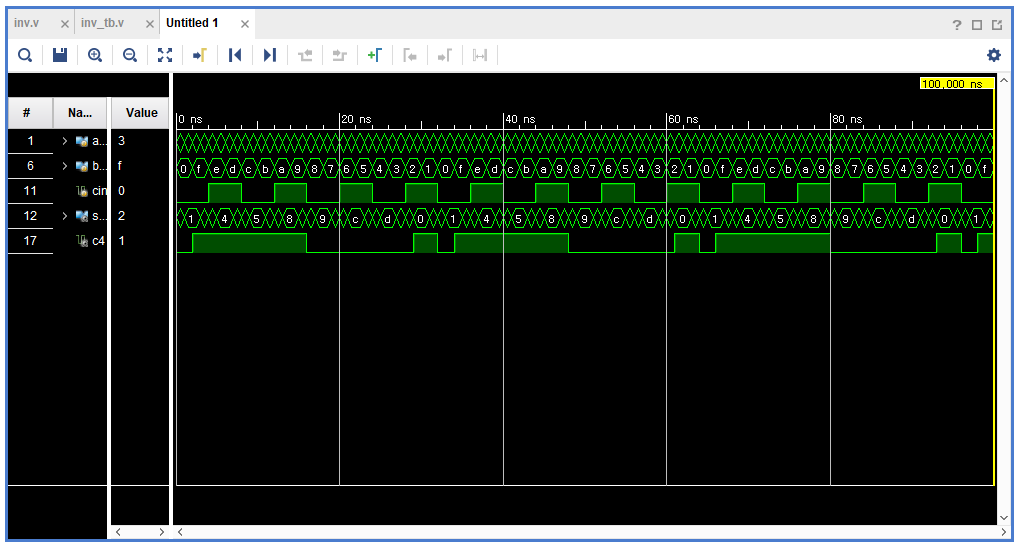 inv.v × inv_tb.v × Untitled 1 ×
?
100,000 ns
# Na... Value
0 ns 20 ns 40 ns 60 ns 80 ns
1 > a... 3
6 > b... f 0 f e d c b a 9 8 7 6 5 4 3 2 1 0 f e d c b a 9 8 7 6 5 4 3 2 1 0 f e d c b a 9 8 7 6 5 4 3 2 1 0 f
11 cin 0
12 > s... 2 1 4 5 8 9 c d 0 1 4 5 8 9 c d 0 1 4 5 8 9 c d 0 1
17 c4 1